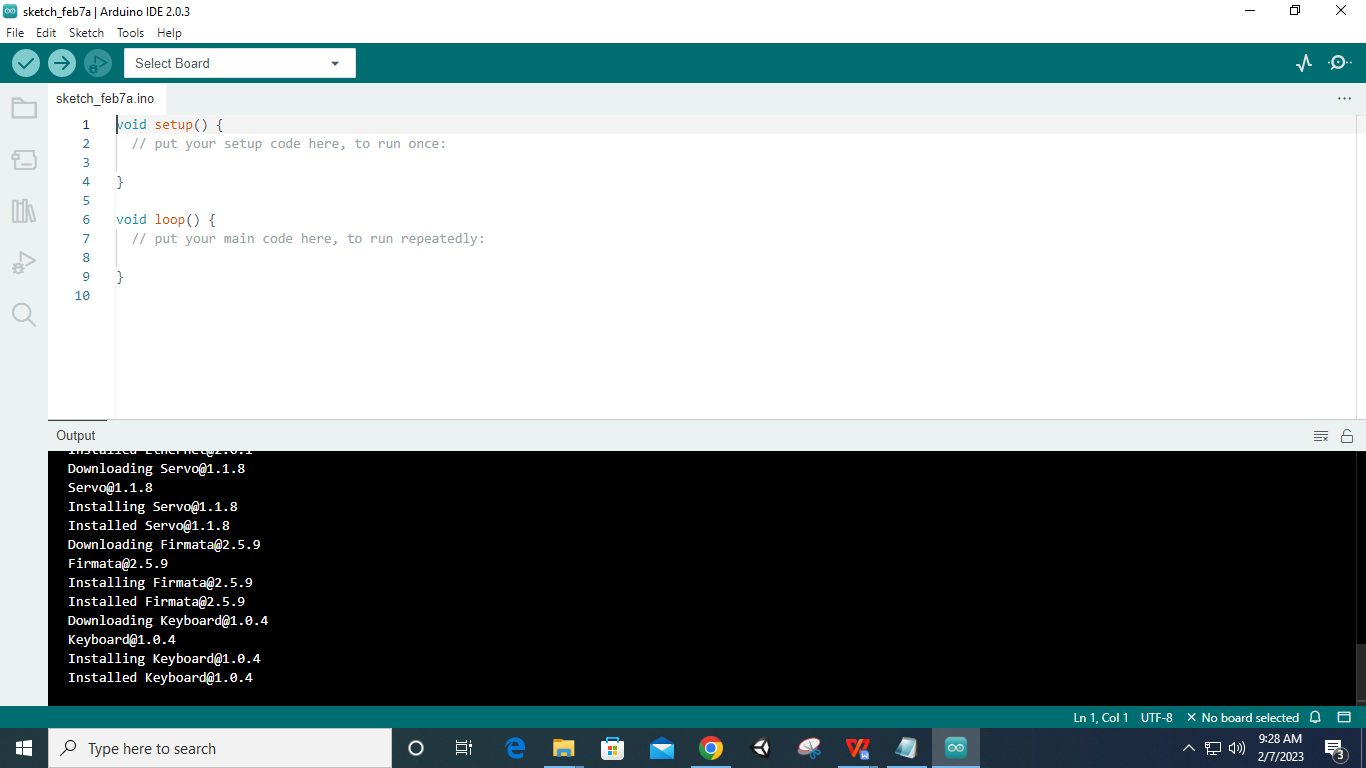 sketch_feb7a | Arduino IDE 2.0.3
File Edit Sketch Tools Help
Select Board
sketch_feb7a.ino
1 void setup() {
2 // put your setup code here, to run once:
3
4 }
5
6 void loop() {
7 // put your main code here, to run repeatedly:
8
9 }
10
Output
Installed Ethernet@2.0.1
Downloading Servo@1.1.8
Servo@1.1.8
Installing Servo@1.1.8
Installed Servo@1.1.8
Downloading Firmata@2.5.9
Firmata@2.5.9
Installing Firmata@2.5.9
Installed Firmata@2.5.9
Downloading Keyboard@1.0.4
Keyboard@1.0.4
Installing Keyboard@1.0.4
Installed Keyboard@1.0.4
Ln 1, Col 1 UTF-8 × No board selected
Type here to search
9:28 AM
2/7/2023
3